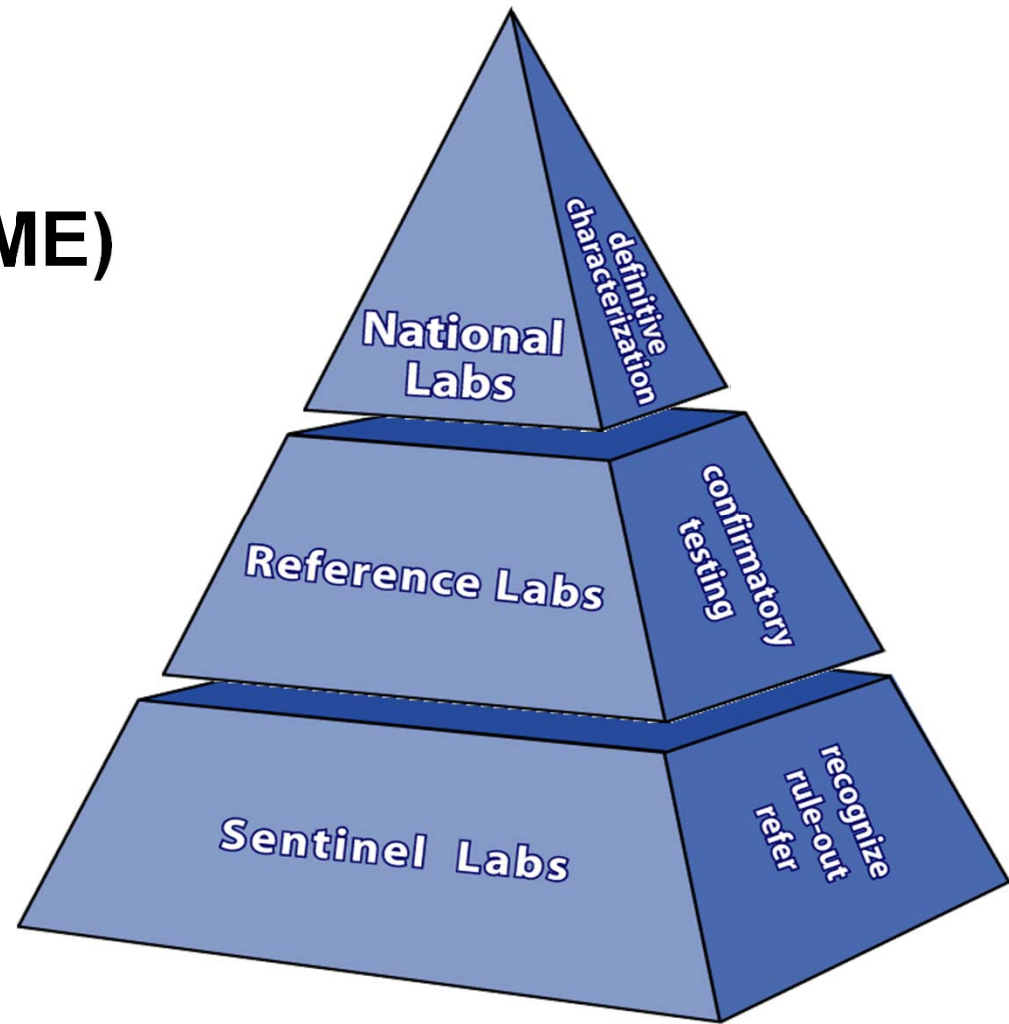 ME)
National
Labs
definitive
characterization
Reference Labs
confirmatory
testing
Sentinel Labs
recognize
rule-out
refer